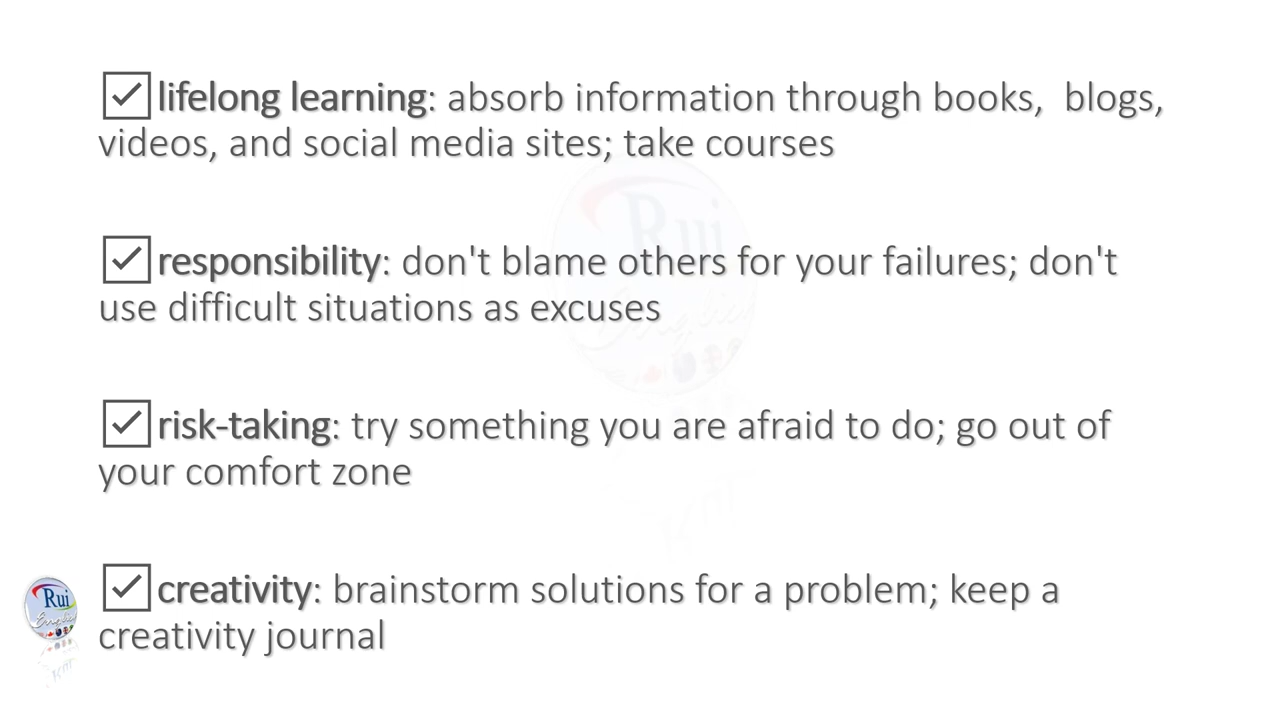 ☑lifelong learning: absorb information through books,  blogs,
videos, and social media sites; take courses
☑responsibility: don't blame others for your failures; don't
use difficult situations as excuses
☑risk-taking: try something you are afraid to do; go out of
your comfort zone
☑creativity: brainstorm solutions for a problem; keep a
creativity journal
Rui
English